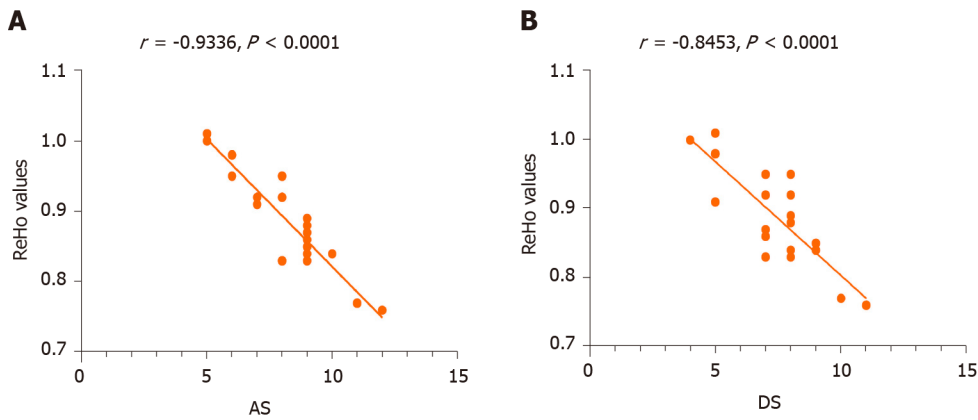 A
r = -0.9336, P < 0.0001
1.1
1.0
0.9
0.8
0.7
ReHo values
0
5
10
15
AS
B
r = -0.8453, P < 0.0001
1.1
1.0
0.9
0.8
0.7
ReHo values
0
5
10
15
DS